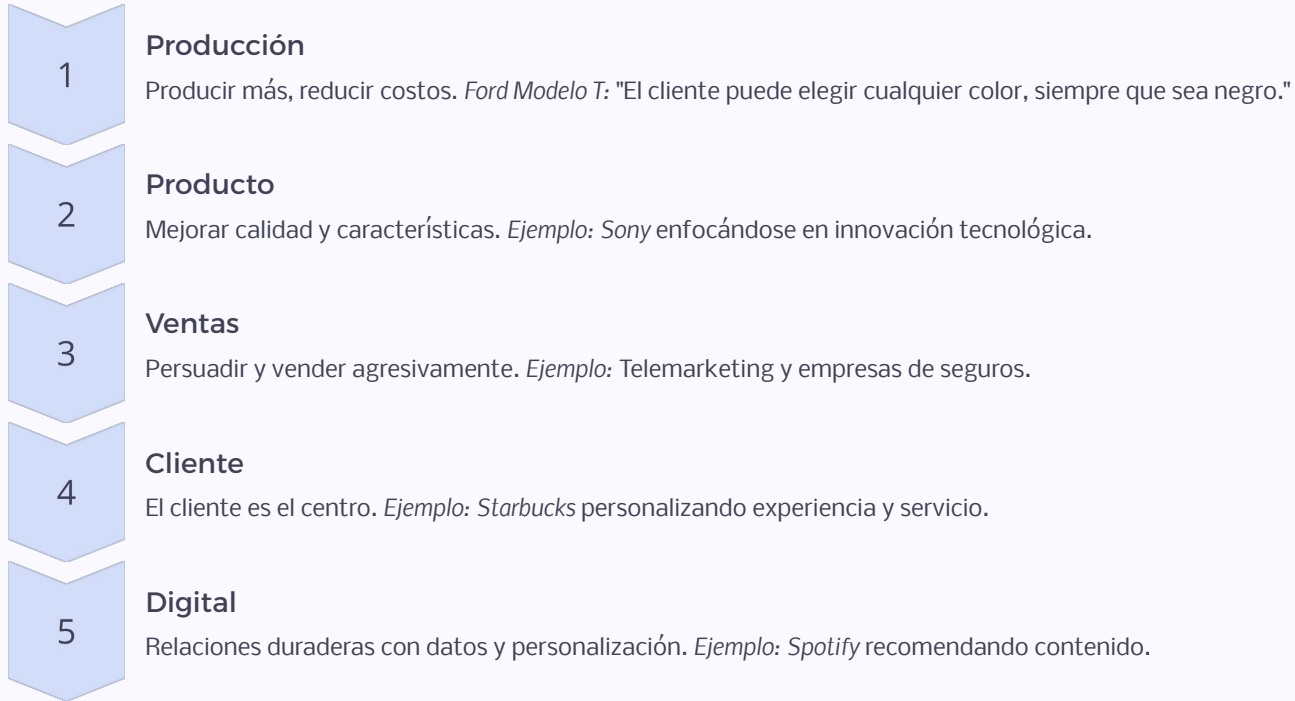 1
Producción
Producir más, reducir costos. Ford Modelo T: "El cliente puede elegir cualquier color, siempre que sea negro."
2
Producto
Mejorar calidad y características. Ejemplo: Sony enfocándose en innovación tecnológica.
3
Ventas
Persuadir y vender agresivamente. Ejemplo: Telemarketing y empresas de seguros.
4
Cliente
El cliente es el centro. Ejemplo: Starbucks personalizando experiencia y servicio.
5
Digital
Relaciones duraderas con datos y personalización. Ejemplo: Spotify recomendando contenido.